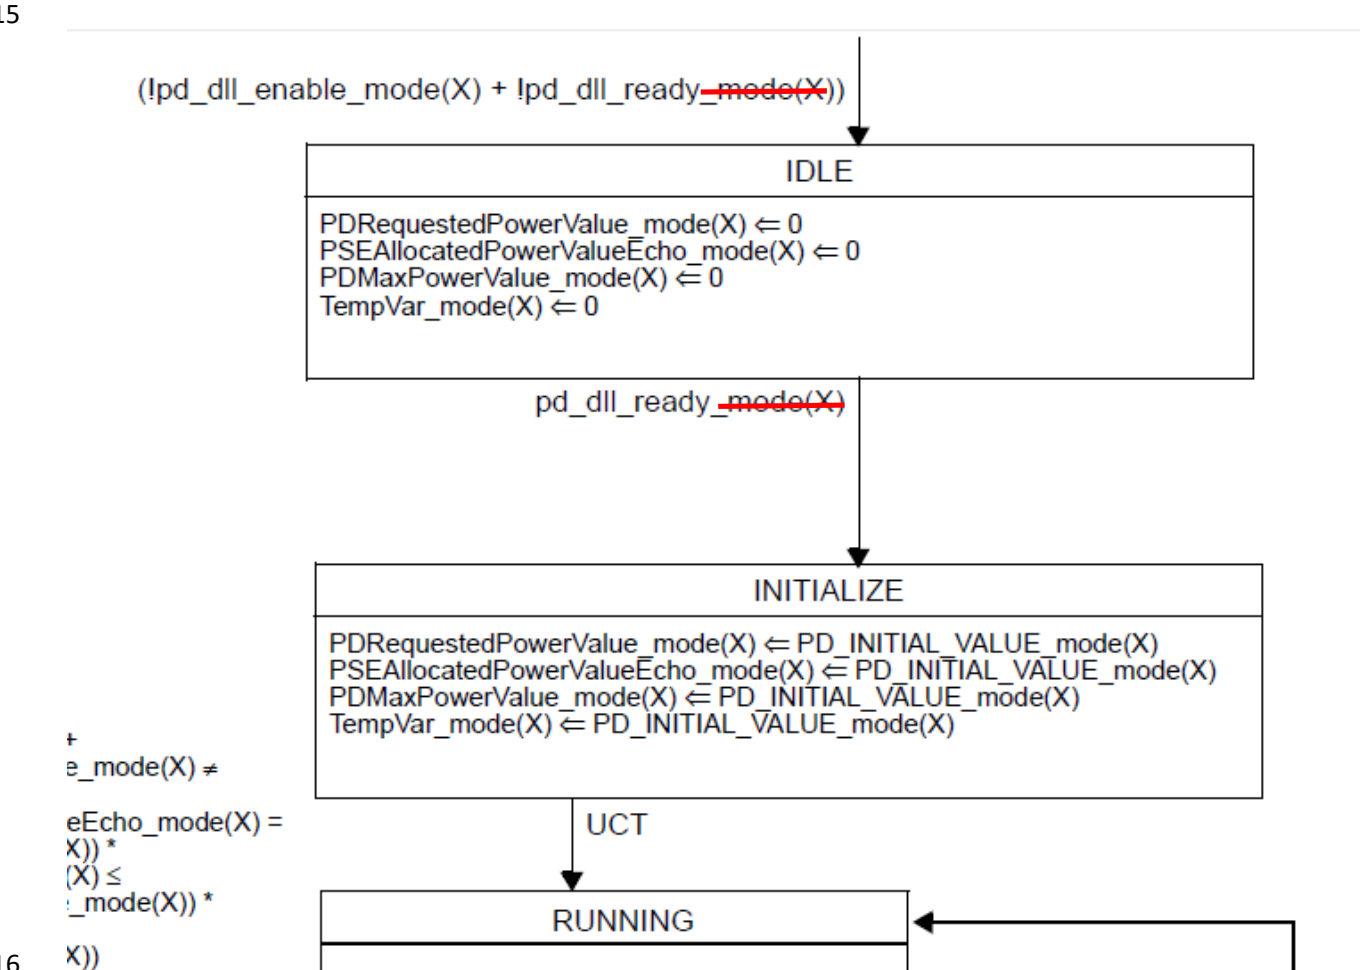 15
(!pd_dll_enable_mode(X) + !pd_dll_ready_mode(X))
IDLE
PDRequestedPowerValue_mode(X) ⇐ 0
PSEAllocatedPowerValueEcho_mode(X) ⇐ 0
PDMaxPowerValue_mode(X) ⇐ 0
TempVar_mode(X) ⇐ 0
pd_dll_ready_mode(X)
INITIALIZE
PDRequestedPowerValue_mode(X) ⇐ PD_INITIAL_VALUE_mode(X)
PSEAllocatedPowerValueEcho_mode(X) ⇐ PD_INITIAL_VALUE_mode(X)
PDMaxPowerValue_mode(X) ⇐ PD_INITIAL_VALUE_mode(X)
TempVar_mode(X) ⇐ PD_INITIAL_VALUE_mode(X)
+
e_mode(X) ≠
eEcho_mode(X) =
X)) *
(X) ≤
_mode(X)) *
X))
UCT
RUNNING
16